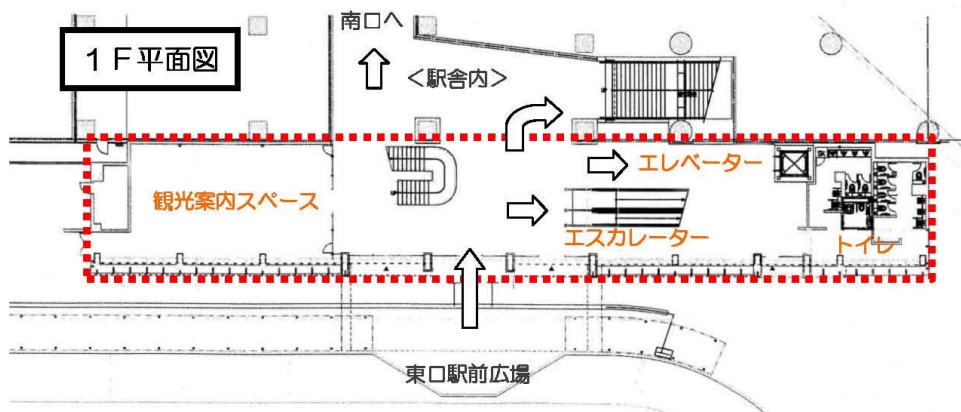 南口へ
1F平面図
<駅舎内>
エレベーター
観光案内スペース
エスカレーター
トイレ
東口駅前広場